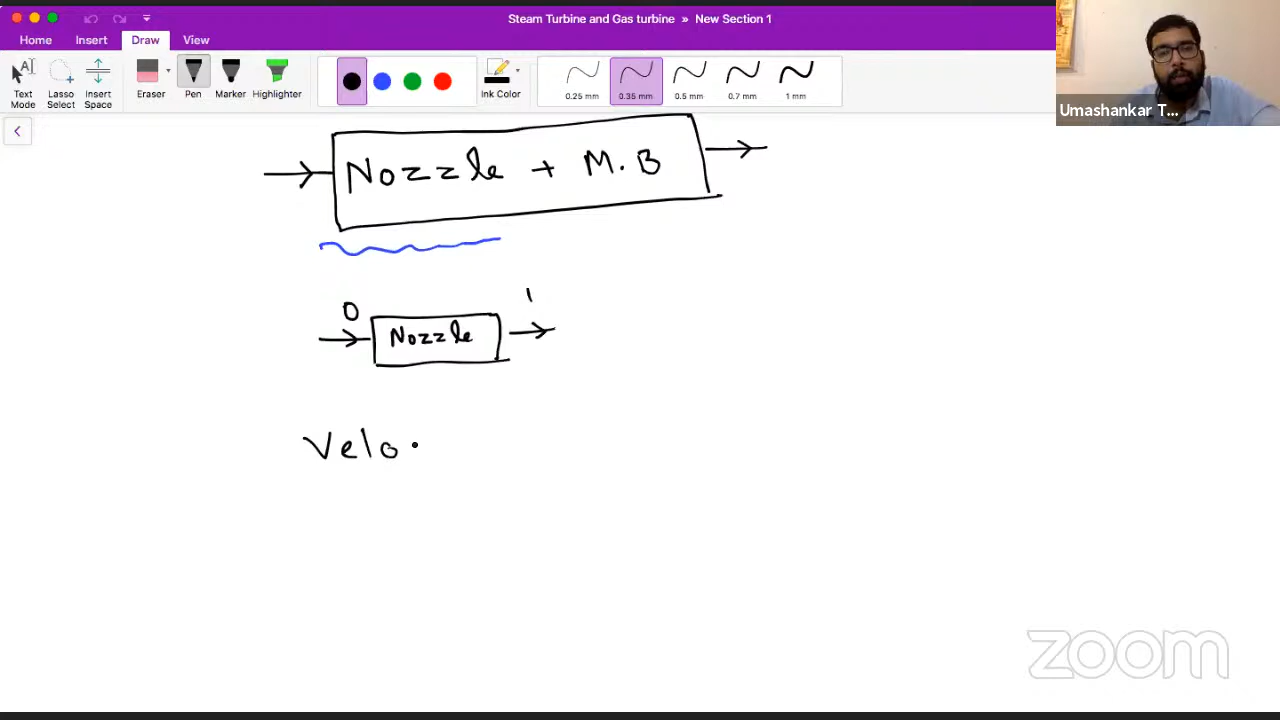 Steam Turbine and Gas turbine » New Section 1
Home Insert Draw View
Text Mode
Lasso Select
Insert Space
Eraser
Pen
Marker
Highlighter
Ink Color
0.25 mm
0.35 mm
0.5 mm
0.7 mm
1 mm
Umashankar T...
Nozzle + M.B
0
1
Nozzle
Velo
zoom